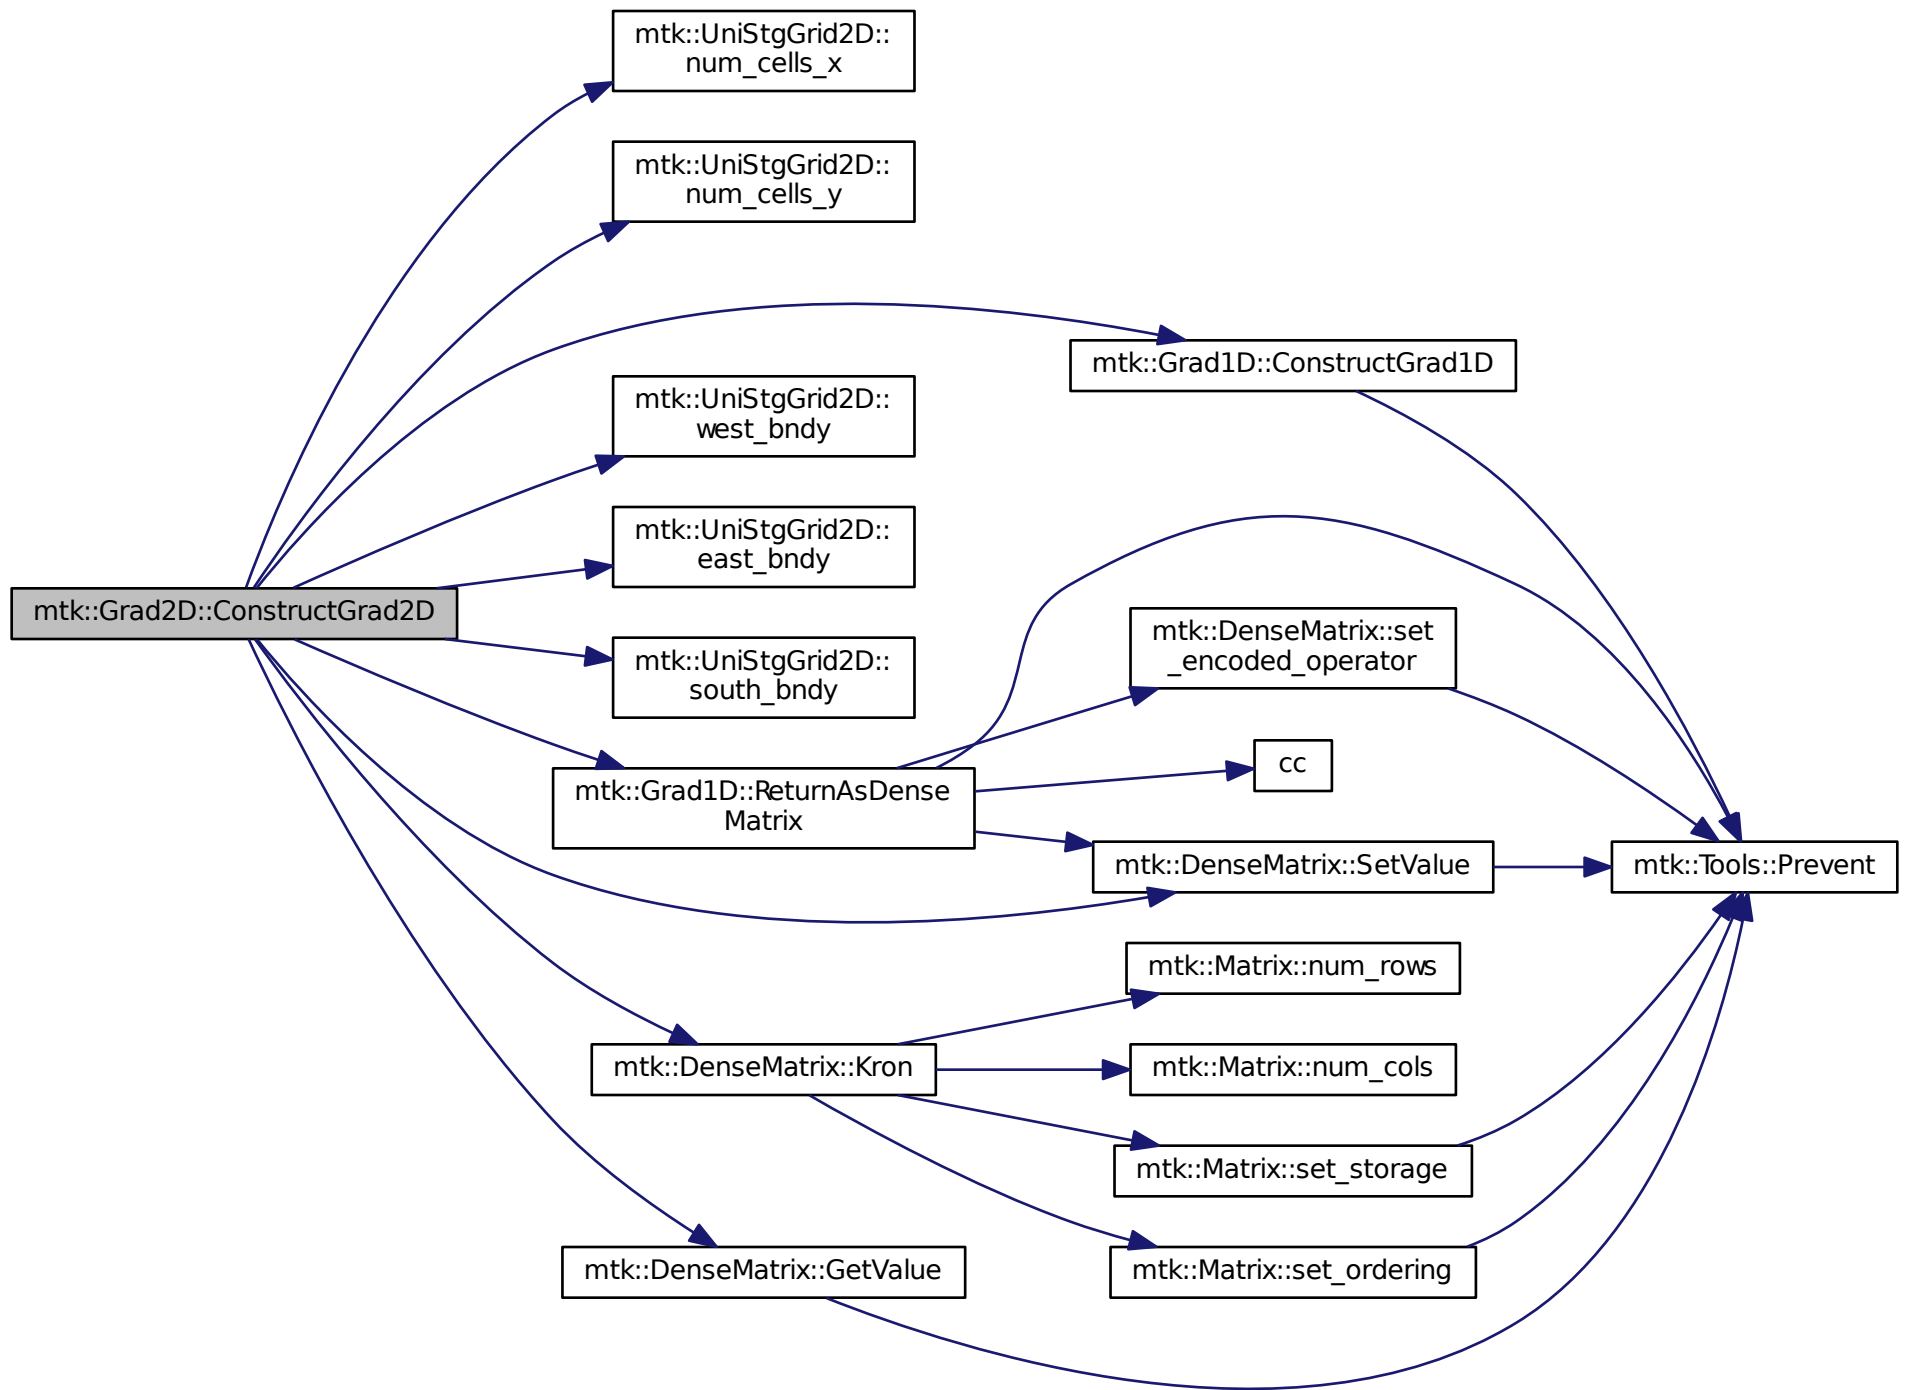 mtk::UniStgGrid2D::
num_cells_x
mtk::UniStgGrid2D::
num_cells_y
mtk::Grad1D::ConstructGrad1D
mtk::UniStgGrid2D::
west_bndy
mtk::UniStgGrid2D::
east_bndy
mtk::Grad2D::ConstructGrad2D
mtk::UniStgGrid2D::
south_bndy
mtk::DenseMatrix::set
_encoded_operator
mtk::Grad1D::ReturnAsDense
Matrix
cc
mtk::DenseMatrix::SetValue
mtk::Tools::Prevent
mtk::Matrix::num_rows
mtk::DenseMatrix::Kron
mtk::Matrix::num_cols
mtk::Matrix::set_storage
mtk::DenseMatrix::GetValue
mtk::Matrix::set_ordering